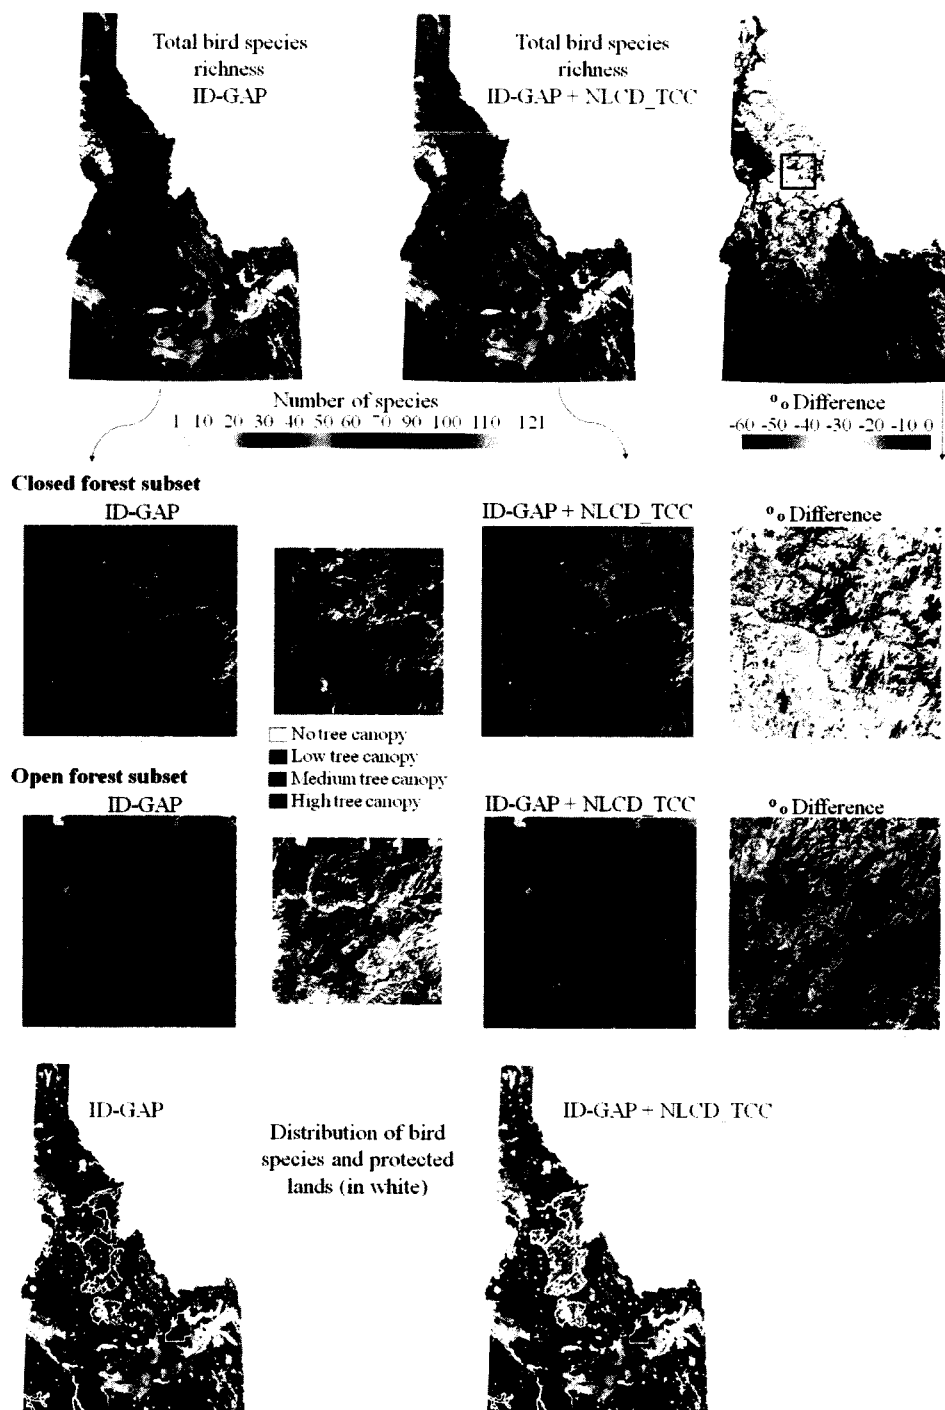 Total bird species
richness
ID-GAP
Total bird species
richness
ID-GAP + NLCD_TCC
Number of species
1 10 20 30 40 50 60 70 90 100 110 121
% Difference
-60 -50 -40 -30 -20 -10 0
Closed forest subset
ID-GAP
ID-GAP + NLCD_TCC
% Difference
No tree canopy
Low tree canopy
Medium tree canopy
High tree canopy
Open forest subset
ID-GAP
ID-GAP + NLCD_TCC
% Difference
ID-GAP
Distribution of bird
species and protected
lands (in white)
ID-GAP + NLCD_TCC